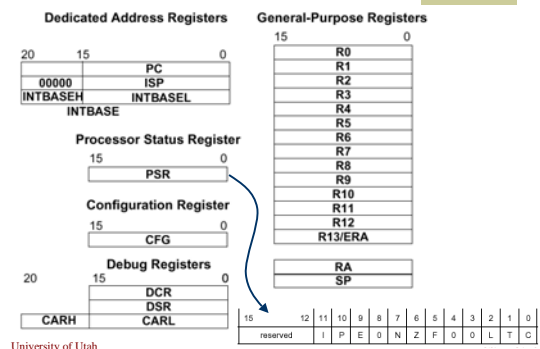 Dedicated Address Registers
20 15 0
PC
00000 ISP
INTBASEH INTBASEL
INTBASE
Processor Status Register
15 0
PSR
Configuration Register
15 0
CFG
Debug Registers
20 15 0
DCR
DSR
CARH CARL
University of Utah
General-Purpose Registers
15 0
R0
R1
R2
R3
R4
R5
R6
R7
R8
R9
R10
R11
R12
R13/ERA
RA
SP
15 12 11 10 9 8 7 6 5 4 3 2 1 0
reserved I P E 0 N Z F 0 0 L T C